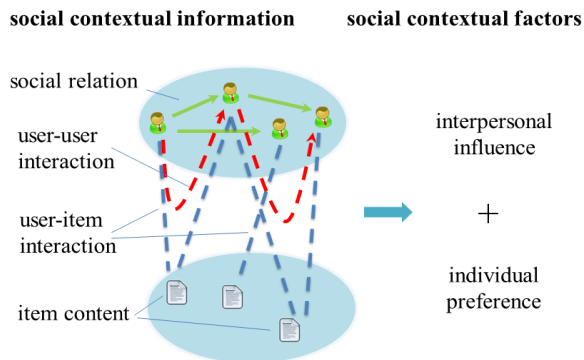 social contextual information
social contextual factors
social relation
user-user
interaction
user-item
interaction
item content
interpersonal
influence
+
individual
preference